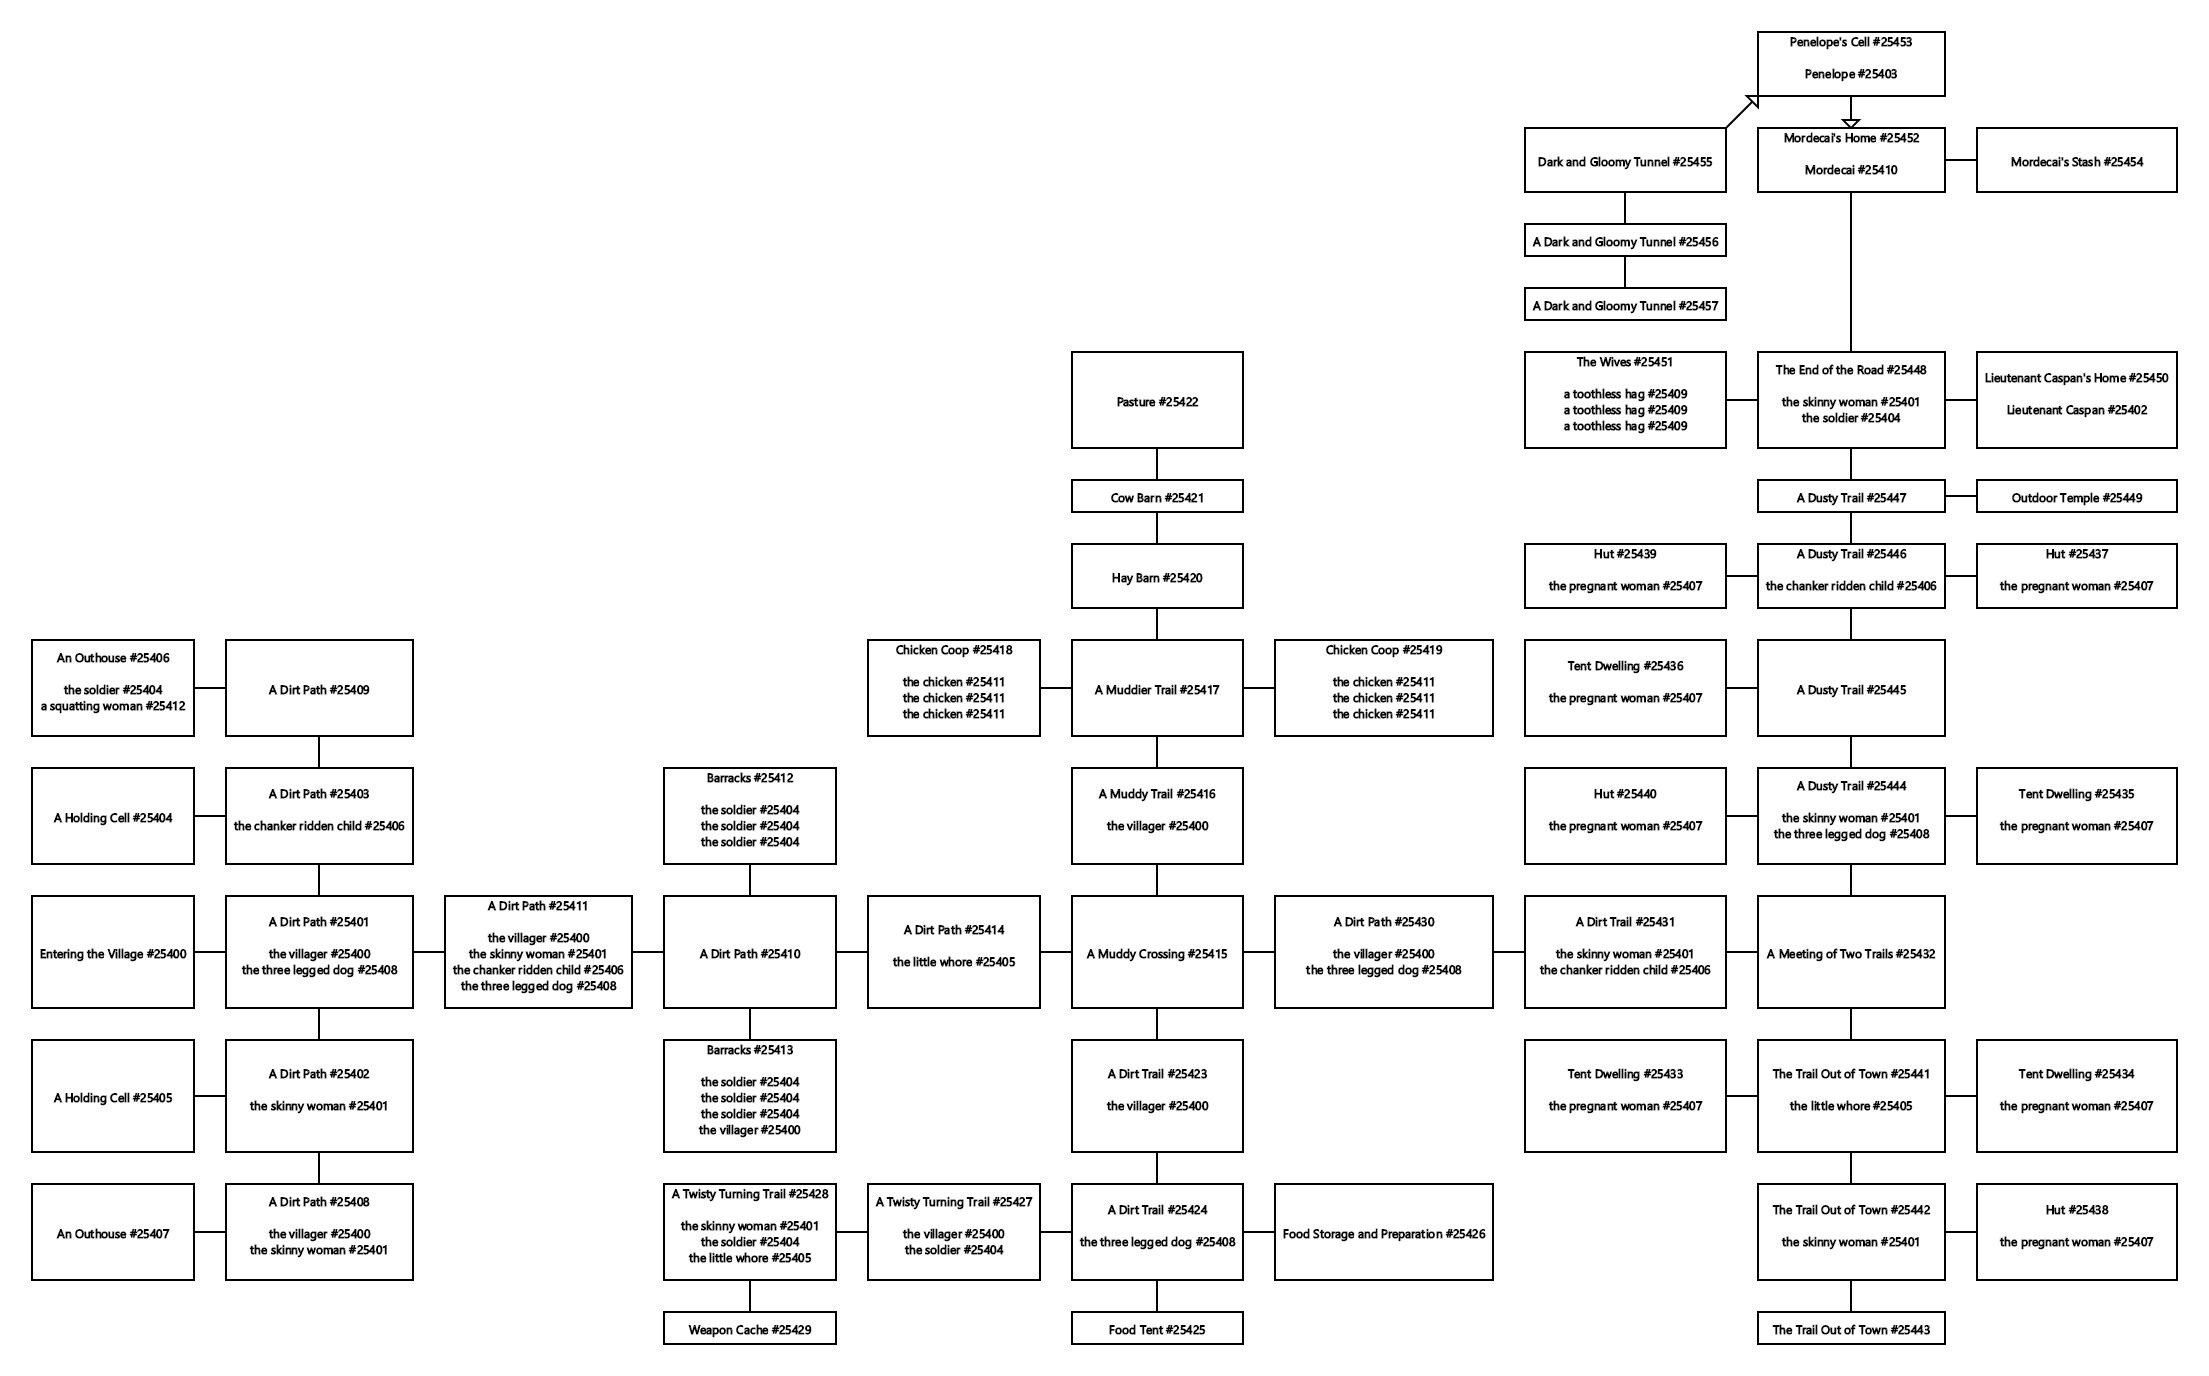 Penelope's Cell #25453
Penelope #25403
Dark and Gloomy Tunnel #25455
Mordecai's Home #25452
Mordecai #25410
Mordecai's Stash #25454
A Dark and Gloomy Tunnel #25456
A Dark and Gloomy Tunnel #25457
Pasture #25422
The Wives #25451
a toothless hag #25409
a toothless hag #25409
a toothless hag #25409
The End of the Road #25448
the skinny woman #25401
the soldier #25404
Lieutenant Caspan's Home #25450
Lieutenant Caspan #25402
Cow Barn #25421
A Dusty Trail #25447
Outdoor Temple #25449
Hay Barn #25420
Hut #25439
the pregnant woman #25407
A Dusty Trail #25446
the chanker ridden child #25406
Hut #25437
the pregnant woman #25407
An Outhouse #25406
the soldier #25404
a squatting woman #25412
A Dirt Path #25409
Chicken Coop #25418
the chicken #25411
the chicken #25411
the chicken #25411
A Muddier Trail #25417
Chicken Coop #25419
the chicken #25411
the chicken #25411
the chicken #25411
Tent Dwelling #25436
the pregnant woman #25407
A Dusty Trail #25445
A Holding Cell #25404
A Dirt Path #25403
the chanker ridden child #25406
Barracks #25412
the soldier #25404
the soldier #25404
the soldier #25404
A Muddy Trail #25416
the villager #25400
Hut #25440
the pregnant woman #25407
A Dusty Trail #25444
the skinny woman #25401
the three legged dog #25408
Tent Dwelling #25435
the pregnant woman #25407
Entering the Village #25400
A Dirt Path #25401
the villager #25400
the three legged dog #25408
A Dirt Path #25411
the villager #25400
the skinny woman #25401
the chanker ridden child #25406
the three legged dog #25408
A Dirt Path #25410
A Dirt Path #25414
the little whore #25405
A Muddy Crossing #25415
A Dirt Path #25430
the villager #25400
the three legged dog #25408
A Dirt Trail #25431
the skinny woman #25401
the chanker ridden child #25406
A Meeting of Two Trails #25432
A Holding Cell #25405
A Dirt Path #25402
the skinny woman #25401
Barracks #25413
the soldier #25404
the soldier #25404
the soldier #25404
the villager #25400
A Dirt Trail #25423
the villager #25400
Tent Dwelling #25433
the pregnant woman #25407
The Trail Out of Town #25441
the little whore #25405
Tent Dwelling #25434
the pregnant woman #25407
An Outhouse #25407
A Dirt Path #25408
the villager #25400
the skinny woman #25401
A Twisty Turning Trail #25428
the skinny woman #25401
the soldier #25404
the little whore #25405
A Twisty Turning Trail #25427
the villager #25400
the soldier #25404
A Dirt Trail #25424
the three legged dog #25408
Food Storage and Preparation #25426
The Trail Out of Town #25442
the skinny woman #25401
Hut #25438
the pregnant woman #25407
Weapon Cache #25429
Food Tent #25425
The Trail Out of Town #25443